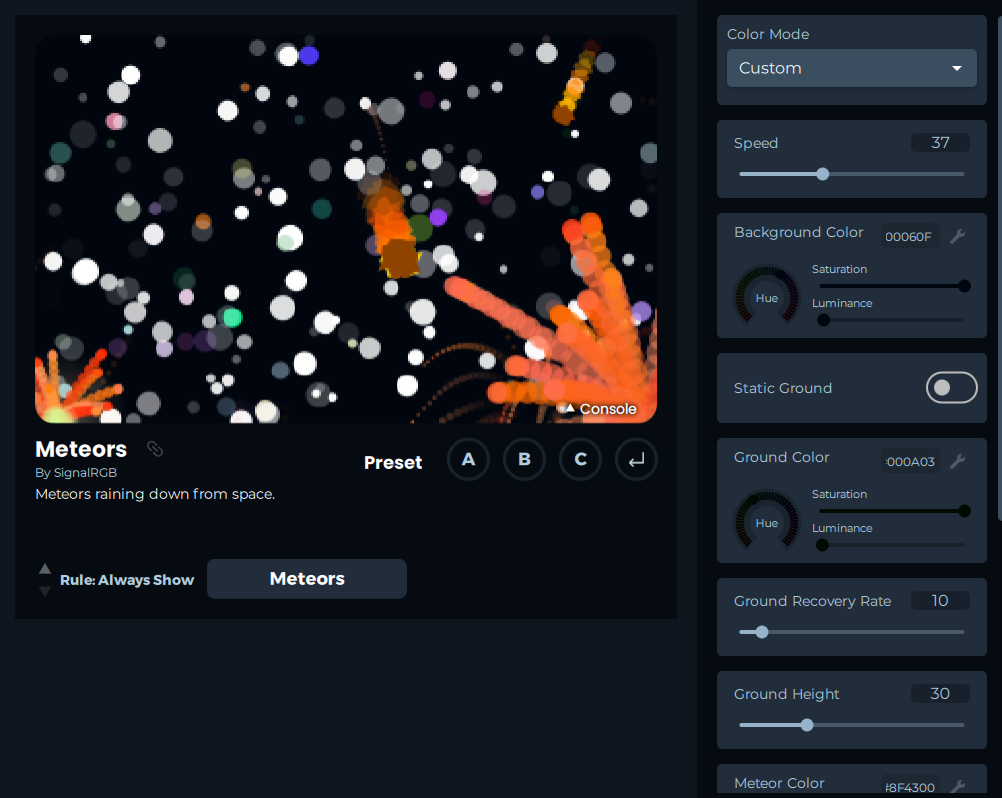 Console
Meteors
By SignalRGB
Meteors raining down from space.
Preset
A
B
C
Rule: Always Show
Meteors
Color Mode
Custom
Speed
37
Background Color
00060F
Hue
Saturation
Luminance
Static Ground
Ground Color
000A03
Hue
Saturation
Luminance
Ground Recovery Rate
10
Ground Height
30
Meteor Color
#8F4300